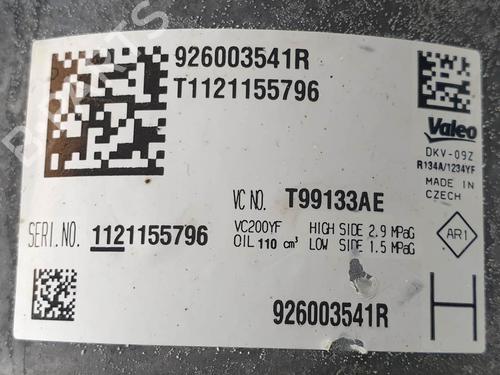 926003541R
T1121155796
Valeo
DKV-09Z
R134A/1234YF
MADE IN
CZECH
VC NO. T99133AE
SERI.NO. 1121155796
VC200YF HIGH SIDE 2.9 MPaG
OIL 110 cm³ LOW SIDE 1.5 MPaG
AR1
926003541R
H
B-PARTS